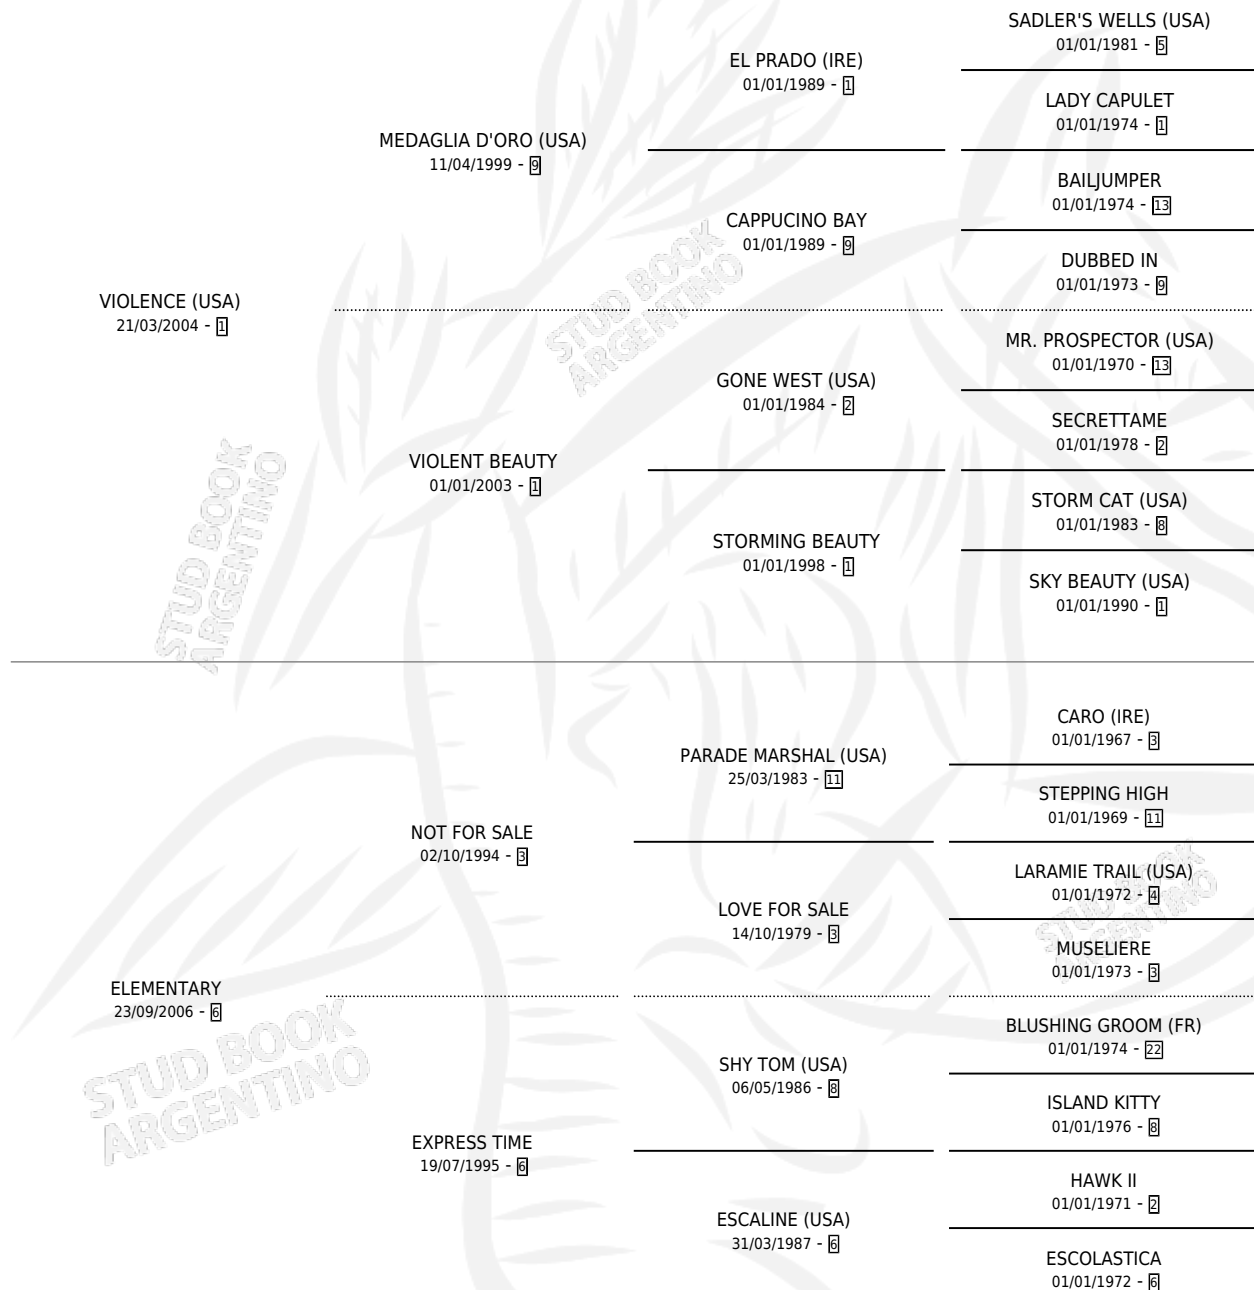 SADLER'S WELLS (USA)
01/01/1981 - 5
EL PRADO (IRE)
01/01/1989 - 1
LADY CAPULET
01/01/1974 - 1
MEDAGLIA D'ORO (USA)
11/04/1999 - 9
BAILJUMPER
01/01/1974 - 13
CAPPUCINO BAY
01/01/1989 - 9
DUBBED IN
01/01/1973 - 9
VIOLENCE (USA)
21/03/2004 - 1
MR. PROSPECTOR (USA)
01/01/1970 - 13
GONE WEST (USA)
01/01/1984 - 2
SECRETTAME
01/01/1978 - 2
VIOLENT BEAUTY
01/01/2003 - 1
STORM CAT (USA)
01/01/1983 - 8
STORMING BEAUTY
01/01/1998 - 1
SKY BEAUTY (USA)
01/01/1990 - 1
CARO (IRE)
01/01/1967 - 3
PARADE MARSHAL (USA)
25/03/1983 - 11
STEPPING HIGH
01/01/1969 - 11
NOT FOR SALE
02/10/1994 - 3
LARAMIE TRAIL (USA)
01/01/1972 - 4
LOVE FOR SALE
14/10/1979 - 3
MUSELIERE
01/01/1973 - 3
ELEMENTARY
23/09/2006 - 6
BLUSHING GROOM (FR)
01/01/1974 - 22
SHY TOM (USA)
06/05/1986 - 8
ISLAND KITTY
01/01/1976 - 8
EXPRESS TIME
19/07/1995 - 6
HAWK II
01/01/1971 - 2
ESCALINE (USA)
31/03/1987 - 6
ESCOLASTICA
01/01/1972 - 6
STUD BOOK
ARGENTINO
STUD BOOK
ARGENTINO
STUD BOOK
ARGENTINO
STUD BOOK
ARGENTINO